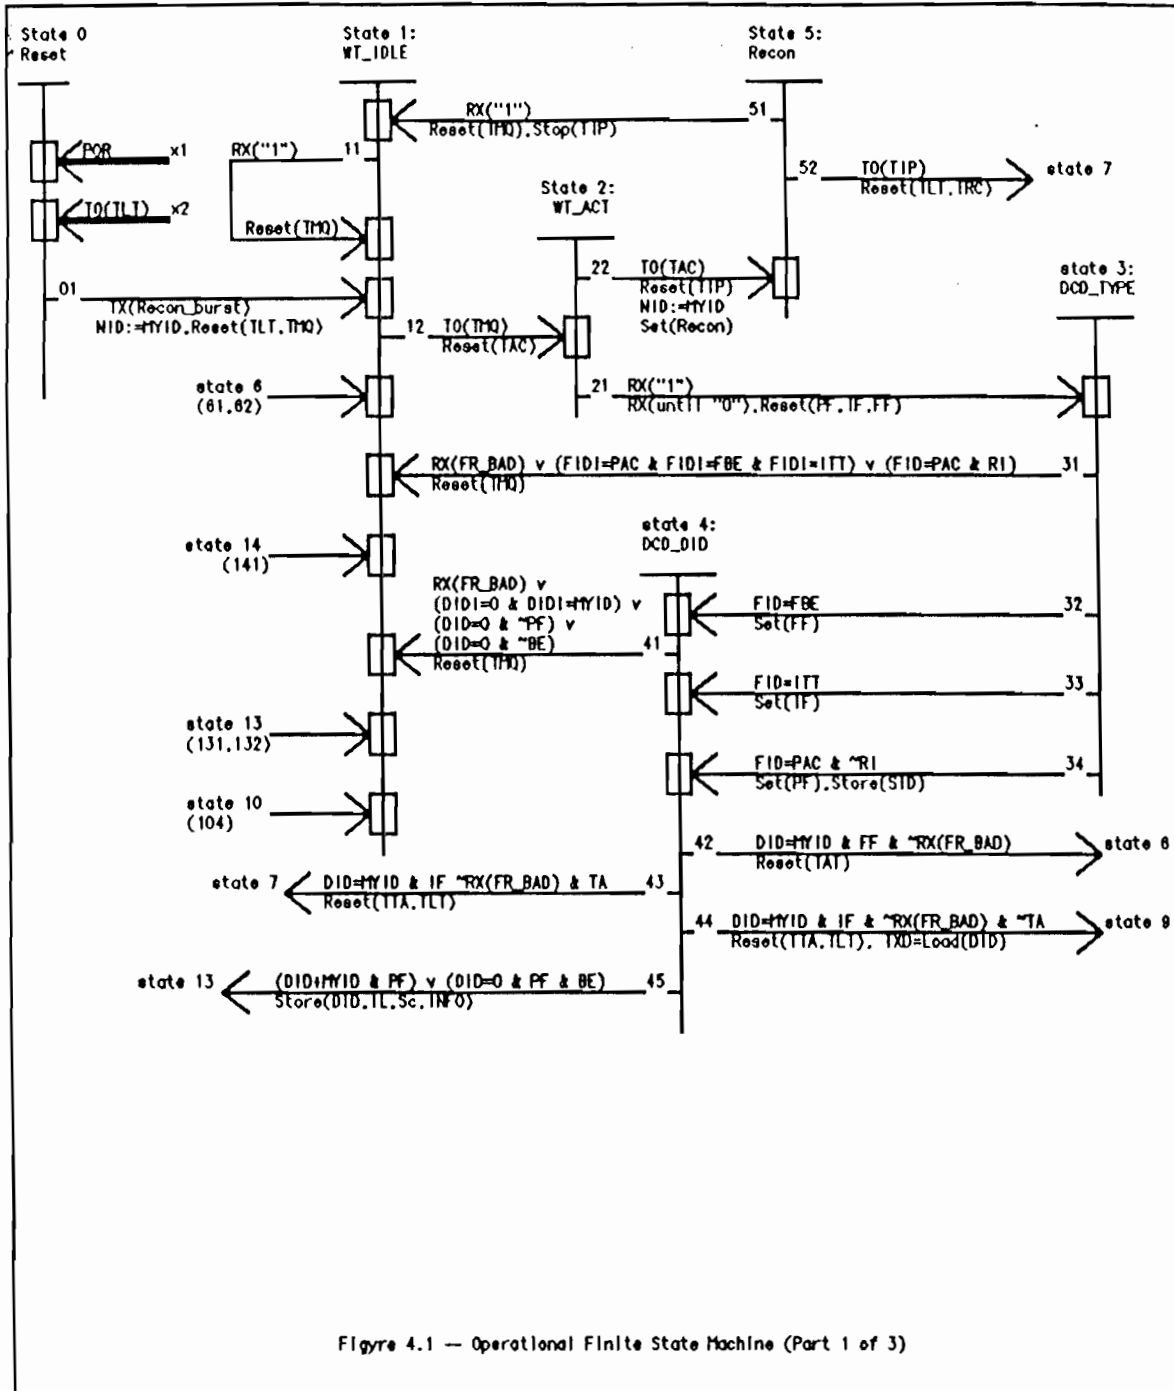 State 0
Reset
State 1:
WT_IDLE
State 5:
Recon
RX("1")
51
Reset(TMQ).Stop(TIP)
POR
x1
RX("1")
11
52
TO(TIP)
Reset(TLT.TRC)
state 7
State 2:
WT_ACT
TO(TLT)
x2
Reset(TMQ)
22
TO(TAC)
Reset(TIP)
NID:=MYID
Set(Recon)
state 3:
DCD_TYPE
01
TX(Recon_burst)
NID:=MYID.Reset(TLT.TMQ)
12
TO(TMQ)
Reset(TAC)
state 6
(61.62)
21
RX("1")
RX(until "0").Reset(PF.IF.FF)
RX(FR_BAD) v (FID!=PAC & FID!=FBE & FID!=ITT) v (FID=PAC & RI)
31
Reset(TMQ)
state 4:
DCD_DID
state 14
(141)
RX(FR_BAD) v
(DID!=0 & DID!=MYID) v
(DID=0 & ~PF) v
(DID=0 & ~BE)
41
Reset(TMQ)
FID=FBE
32
Set(FF)
FID=ITT
33
Set(IF)
state 13
(131.132)
FID=PAC & ~RI
34
Set(PF).Store(SID)
state 10
(104)
42
DID=MYID & FF & ~RX(FR_BAD)
state 6
Reset(TAT)
state 7
DID=MYID & IF ~RX(FR_BAD) & TA
43
Reset(TTA.TLT)
44
DID=MYID & IF & ~RX(FR_BAD) & ~TA
state 9
Reset(TTA.TLT). TXD=Load(DID)
state 13
(DID=MYID & PF) v (DID=0 & PF & BE)
45
Store(DID.IL.Sc.INFO)
Figyre 4.1 — Operational Finite State Machine (Part 1 of 3)